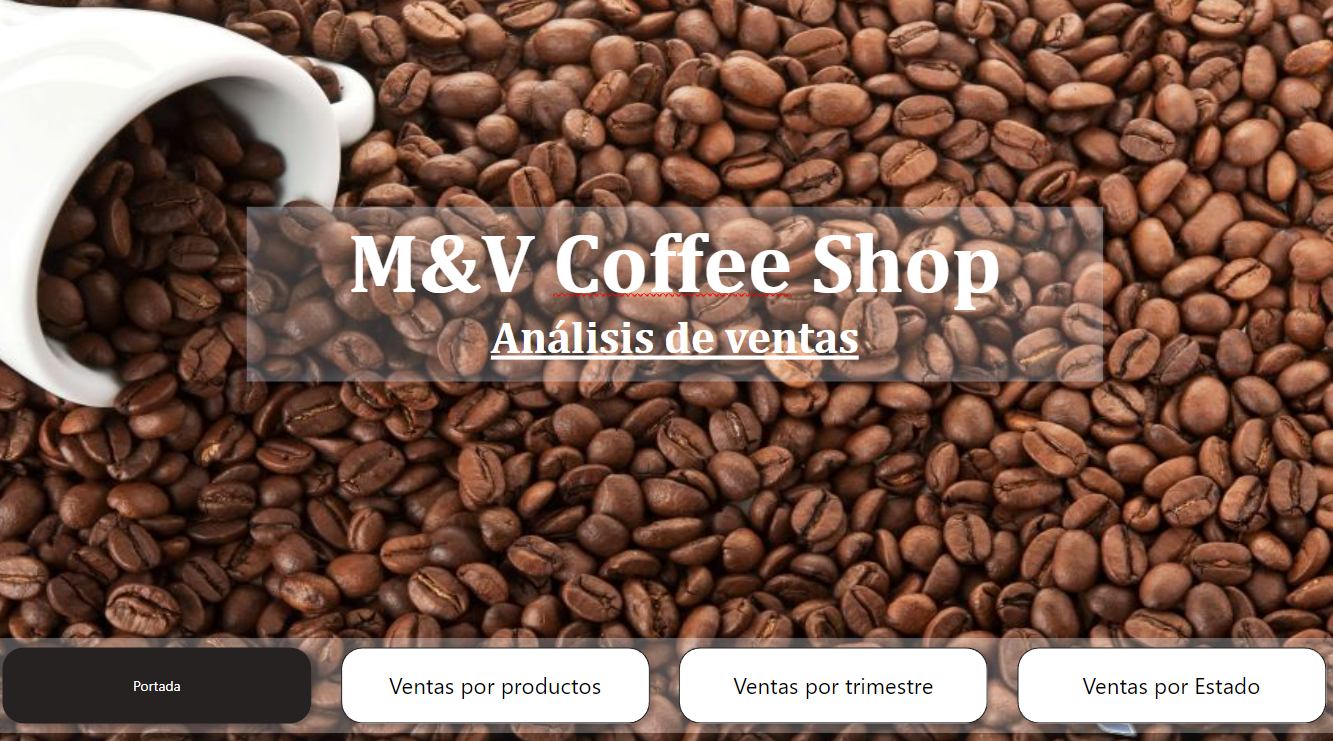 M&V Coffee Shop
Análisis de ventas
Portada
Ventas por productos
Ventas por trimestre
Ventas por Estado